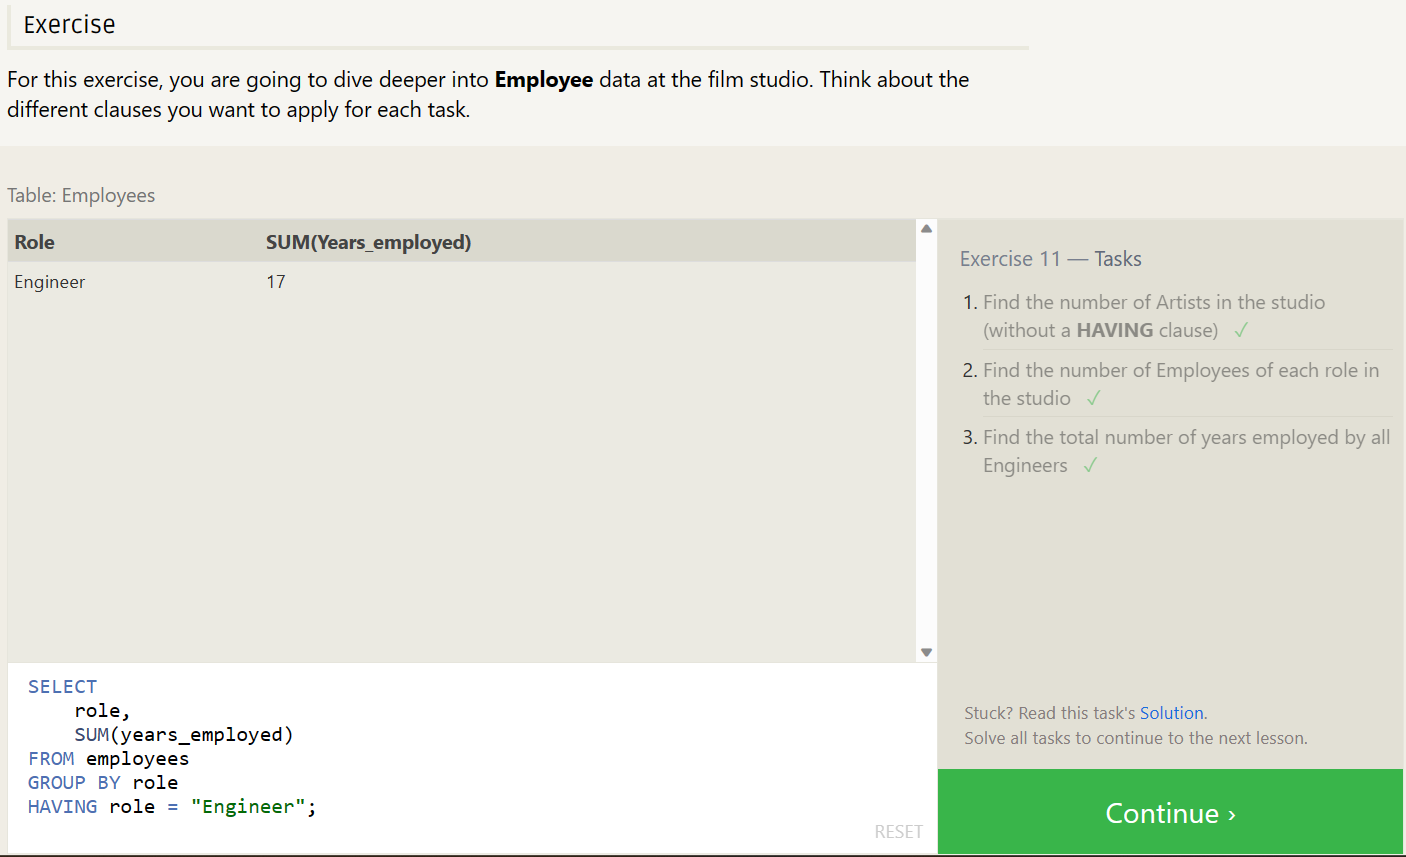 Exercise
For this exercise, you are going to dive deeper into Employee data at the film studio. Think about the
different clauses you want to apply for each task.
Table: Employees
Role SUM(Years_employed)
Engineer 17
SELECT
    role,
    SUM(years_employed)
FROM employees
GROUP BY role
HAVING role = "Engineer";
RESET
Exercise 11 — Tasks
1. Find the number of Artists in the studio
(without a HAVING clause) ✓
2. Find the number of Employees of each role in
the studio ✓
3. Find the total number of years employed by all
Engineers ✓
Stuck? Read this task's Solution.
Solve all tasks to continue to the next lesson.
Continue ›